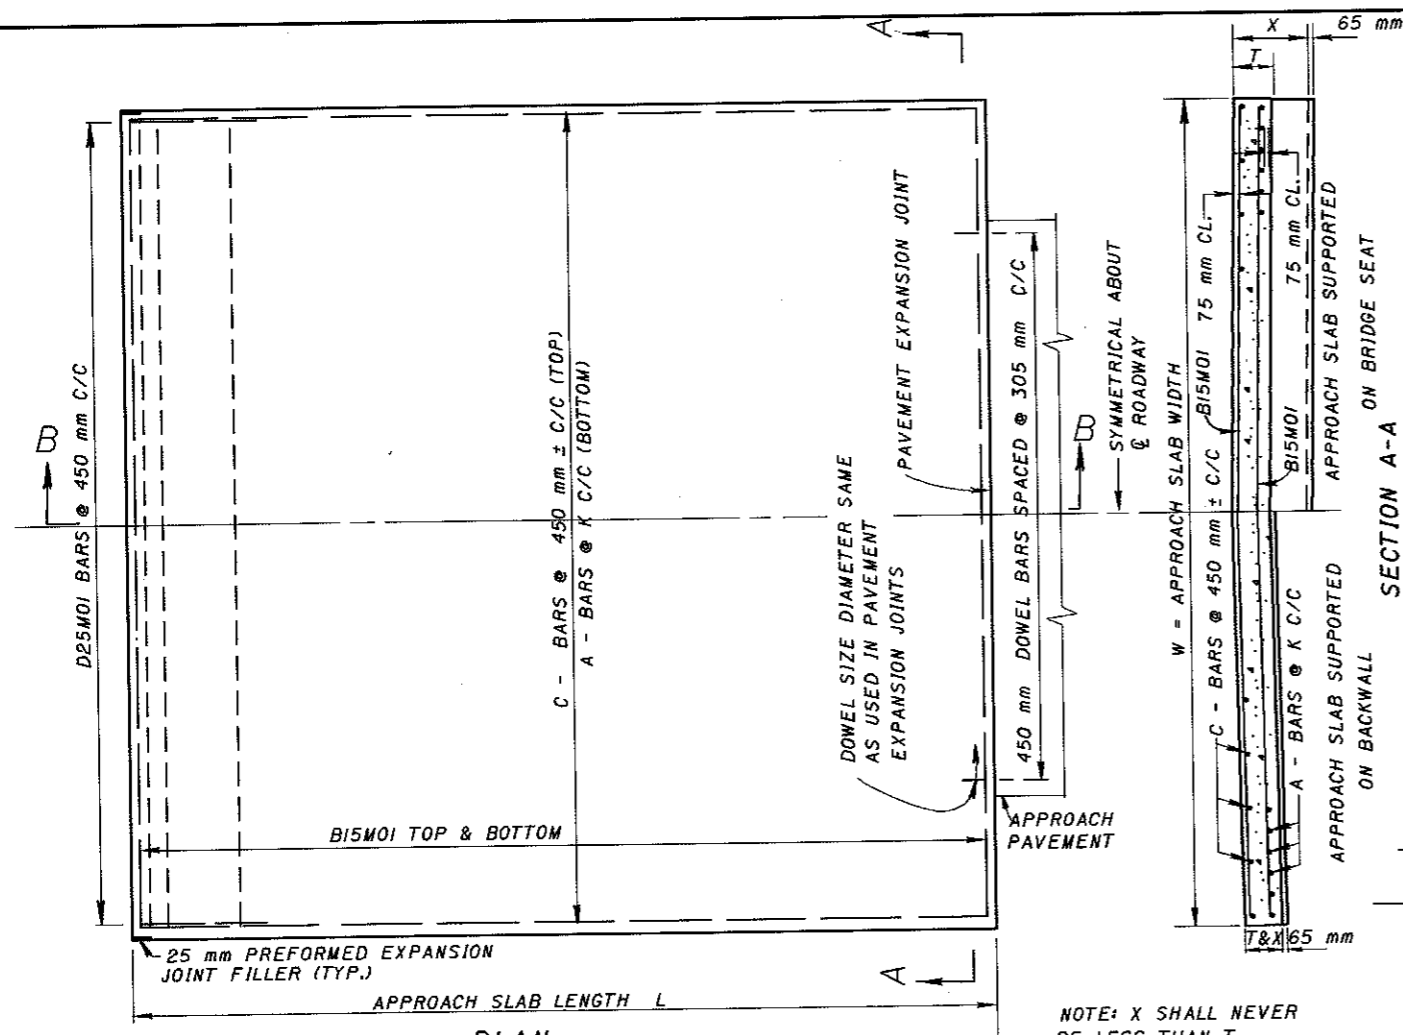 A
X
65 mm
T
D25M01 BARS @ 450 mm C/C
B
C - BARS @ 450 mm ± C/C (TOP)
A - BARS @ K C/C (BOTTOM)
PAVEMENT EXPANSION JOINT
DOWEL SIZE DIAMETER SAME
AS USED IN PAVEMENT
EXPANSION JOINTS
450 mm DOWEL BARS SPACED @ 305 mm C/C
B
SYMMETRICAL ABOUT
℄ ROADWAY
W = APPROACH SLAB WIDTH
C - BARS @ 450 mm ± C/C
B15M01
75 mm CL.
B15M01
75 mm CL.
A - BARS @ K C/C
APPROACH SLAB SUPPORTED
ON BRIDGE SEAT
APPROACH SLAB SUPPORTED
ON BACKWALL
SECTION A-A
B15M01 TOP & BOTTOM
APPROACH
PAVEMENT
25 mm PREFORMED EXPANSION
JOINT FILLER (TYP.)
T&X
65 mm
A
APPROACH SLAB LENGTH L
PLAN
NOTE: X SHALL NEVER
BE LESS THAN T